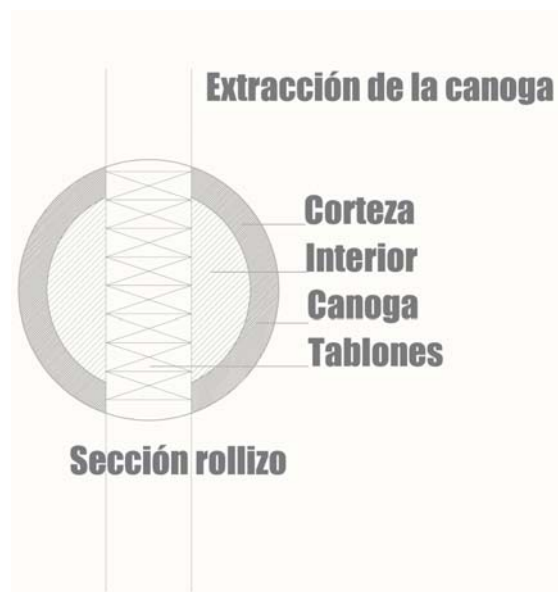 Extracción de la canoga
Corteza
Interior
Canoga
Tablones
Sección rollizo